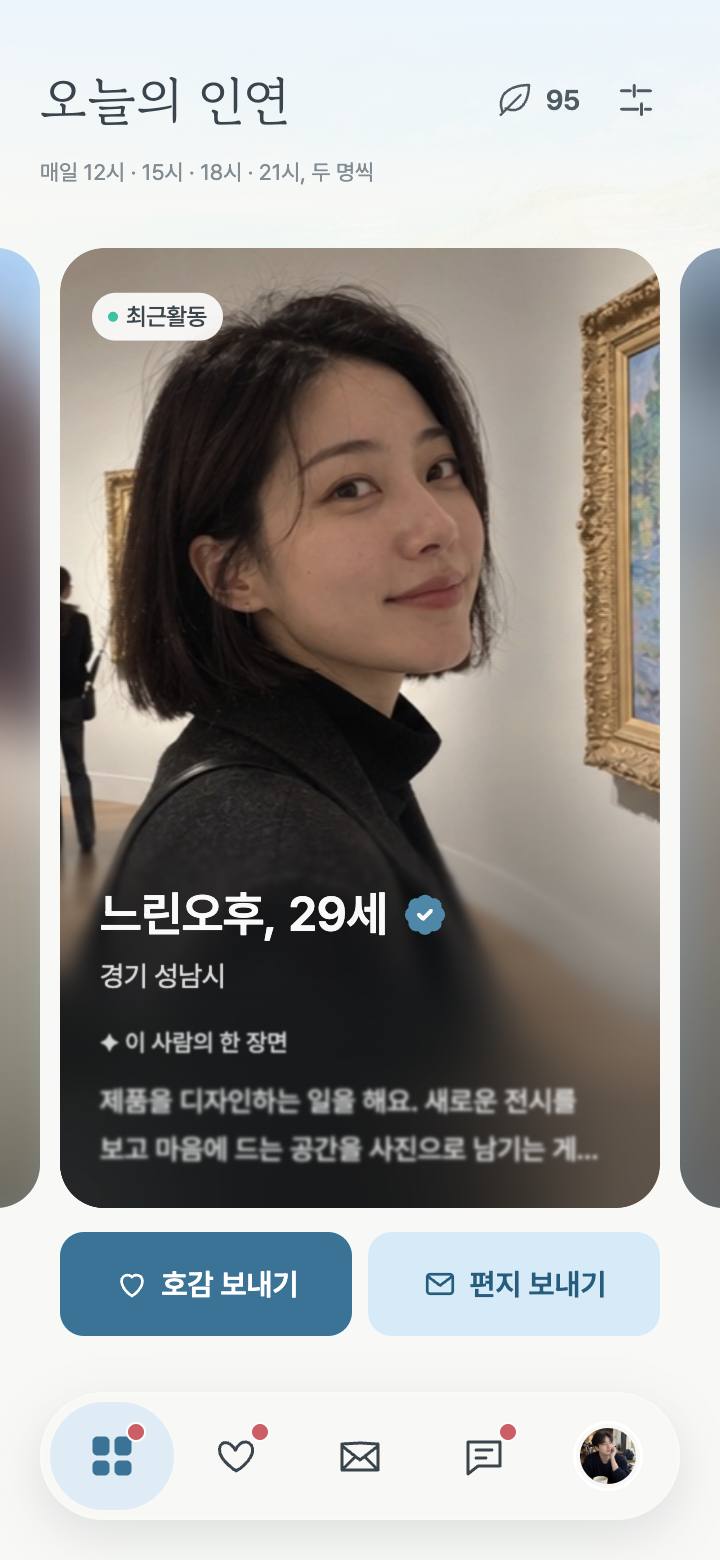 오늘의 인연
95
매일 12시 · 15시 · 18시 · 21시, 두 명씩
최근활동
느린오후, 29세
경기 성남시
이 사람의 한 장면
제품을 디자인하는 일을 해요. 새로운 전시를
보고 마음에 드는 공간을 사진으로 남기는 게...
호감 보내기
편지 보내기